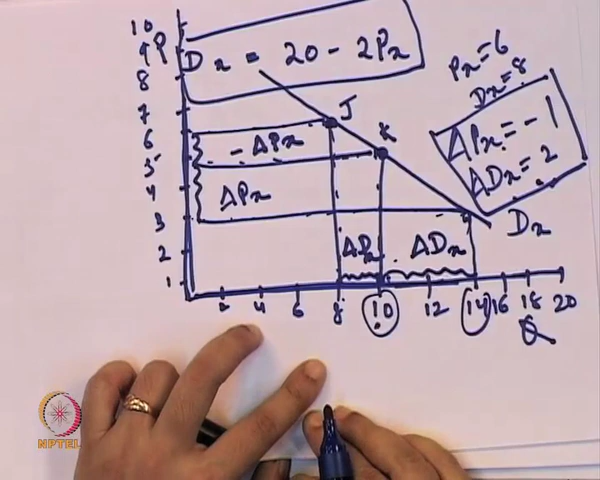 10
9 P
8
7
6
5
4
3
2
1
Dx = 20 - 2Px
Px = 6
Dx = 8
ΔPx = - 1
ΔDx = 2
J
K
- ΔPx
ΔPx
ΔDx
ΔDx
Dx
2 4 6 8 10 12 14 16 18 20
Q
NPTEL